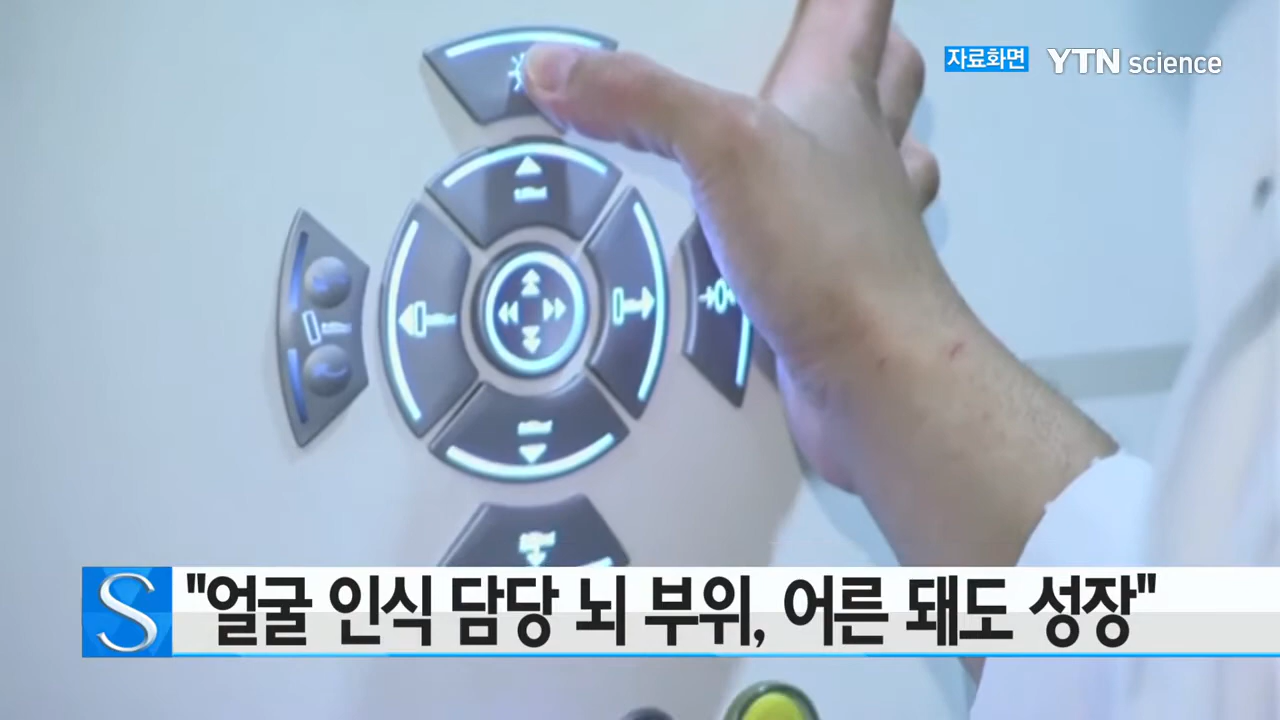 자료화면 YTN science
S "얼굴 인식 담당 뇌 부위, 어른 돼도 성장"